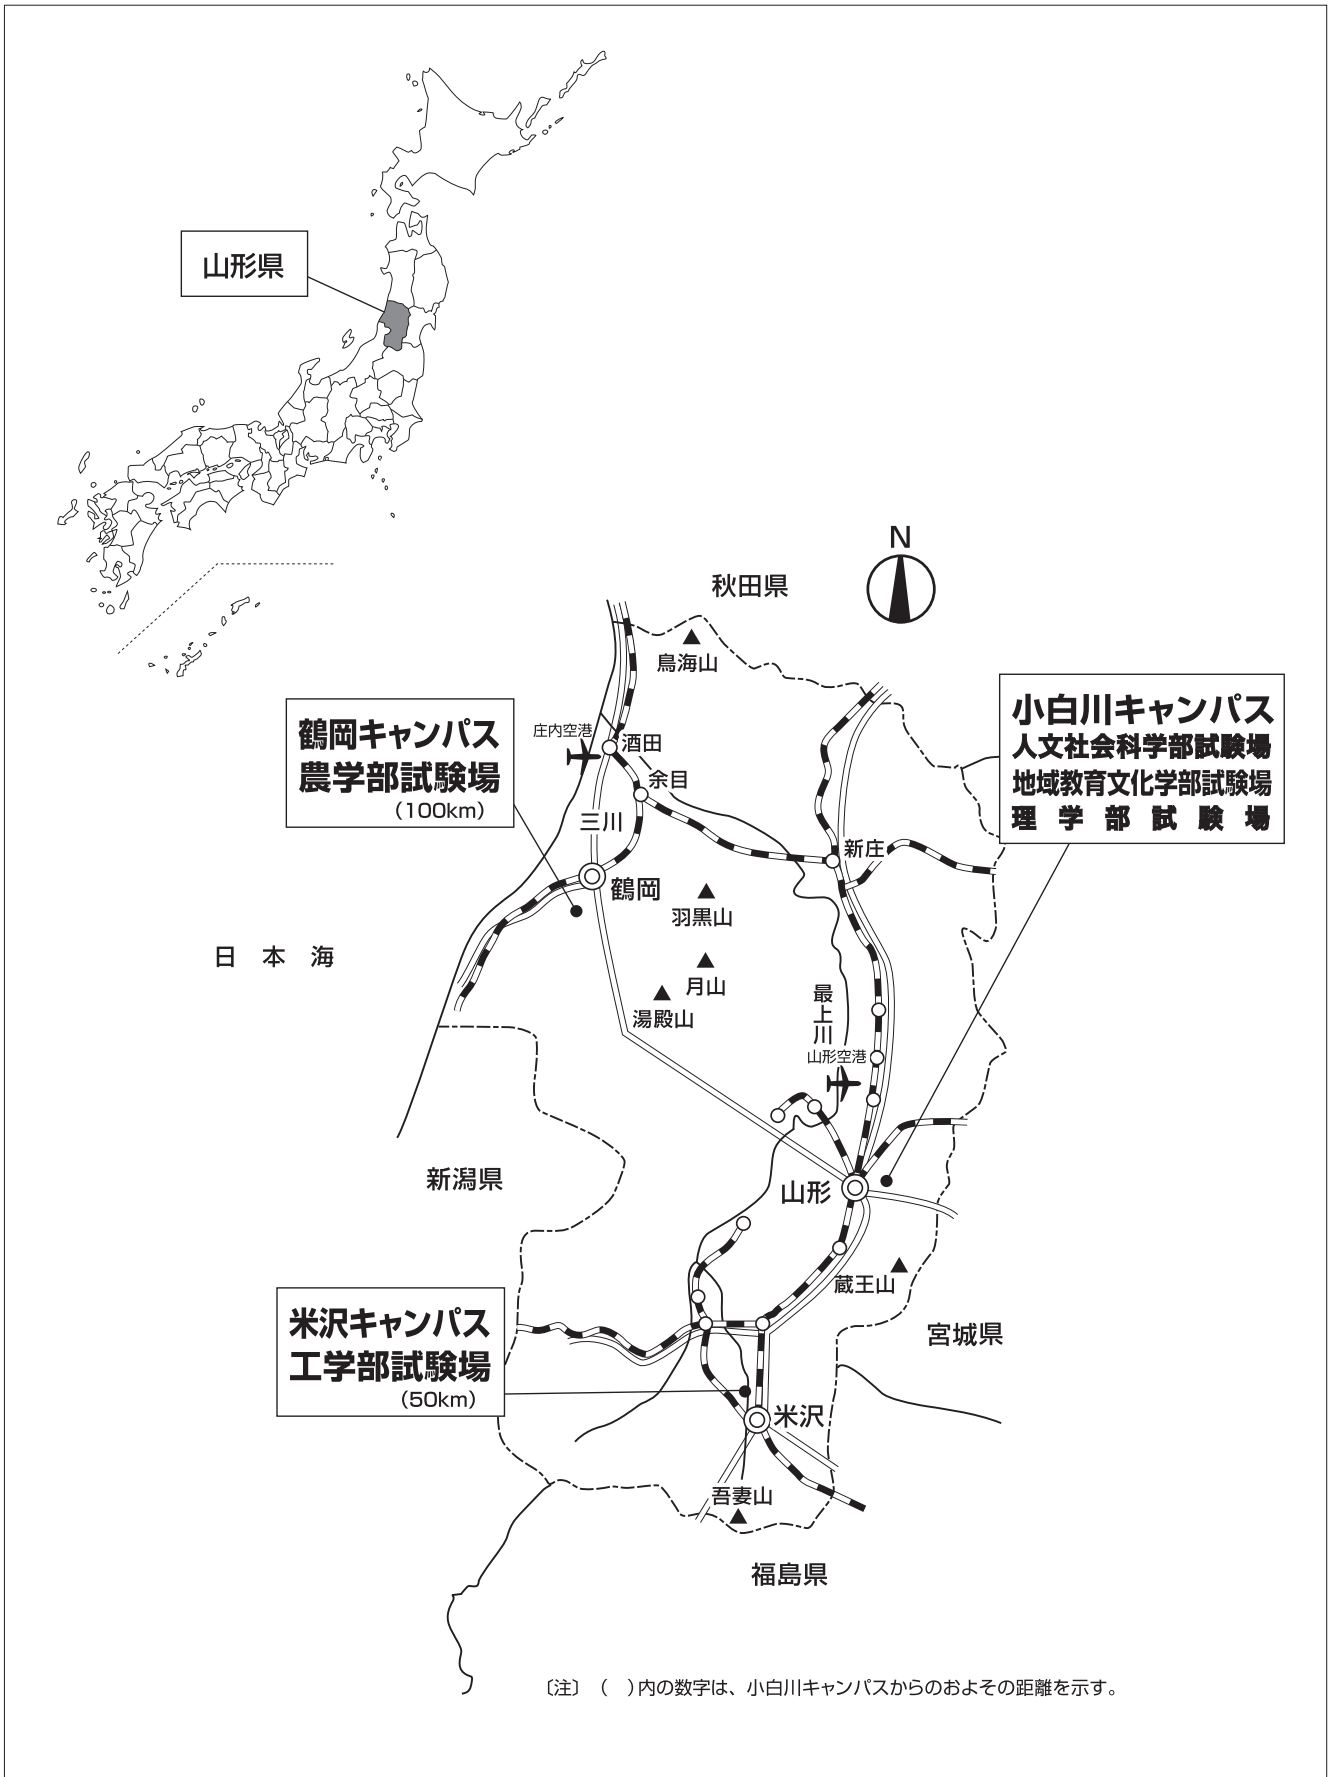 山形県
N
秋田県
鳥海山
小白川キャンパス
人文社会科学部試験場
地域教育文化学部試験場
理学部試験場
鶴岡キャンパス
農学部試験場
(100km)
庄内空港
酒田
余目
三川
新庄
鶴岡
羽黒山
日本海
月山
湯殿山
最上川
山形空港
新潟県
山形
蔵王山
米沢キャンパス
工学部試験場
(50km)
宮城県
米沢
吾妻山
福島県
〔注〕（　）内の数字は、小白川キャンパスからのおよその距離を示す。